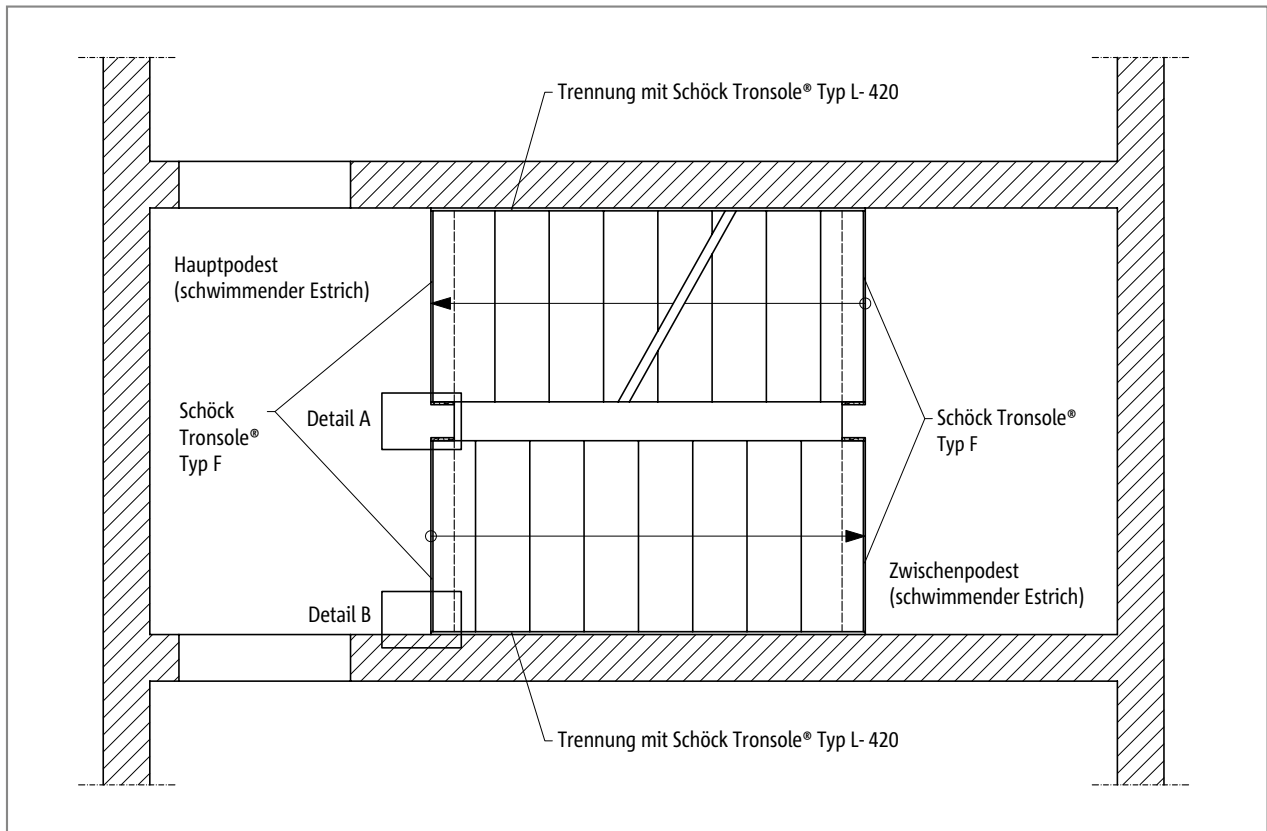 Trennung mit Schöck Tronsole® Typ L- 420
Hauptpodest
(schwimmender Estrich)
Schöck
Tronsole®
Typ F
Detail A
Schöck Tronsole®
Typ F
Zwischenpodest
(schwimmender Estrich)
Detail B
Trennung mit Schöck Tronsole® Typ L- 420